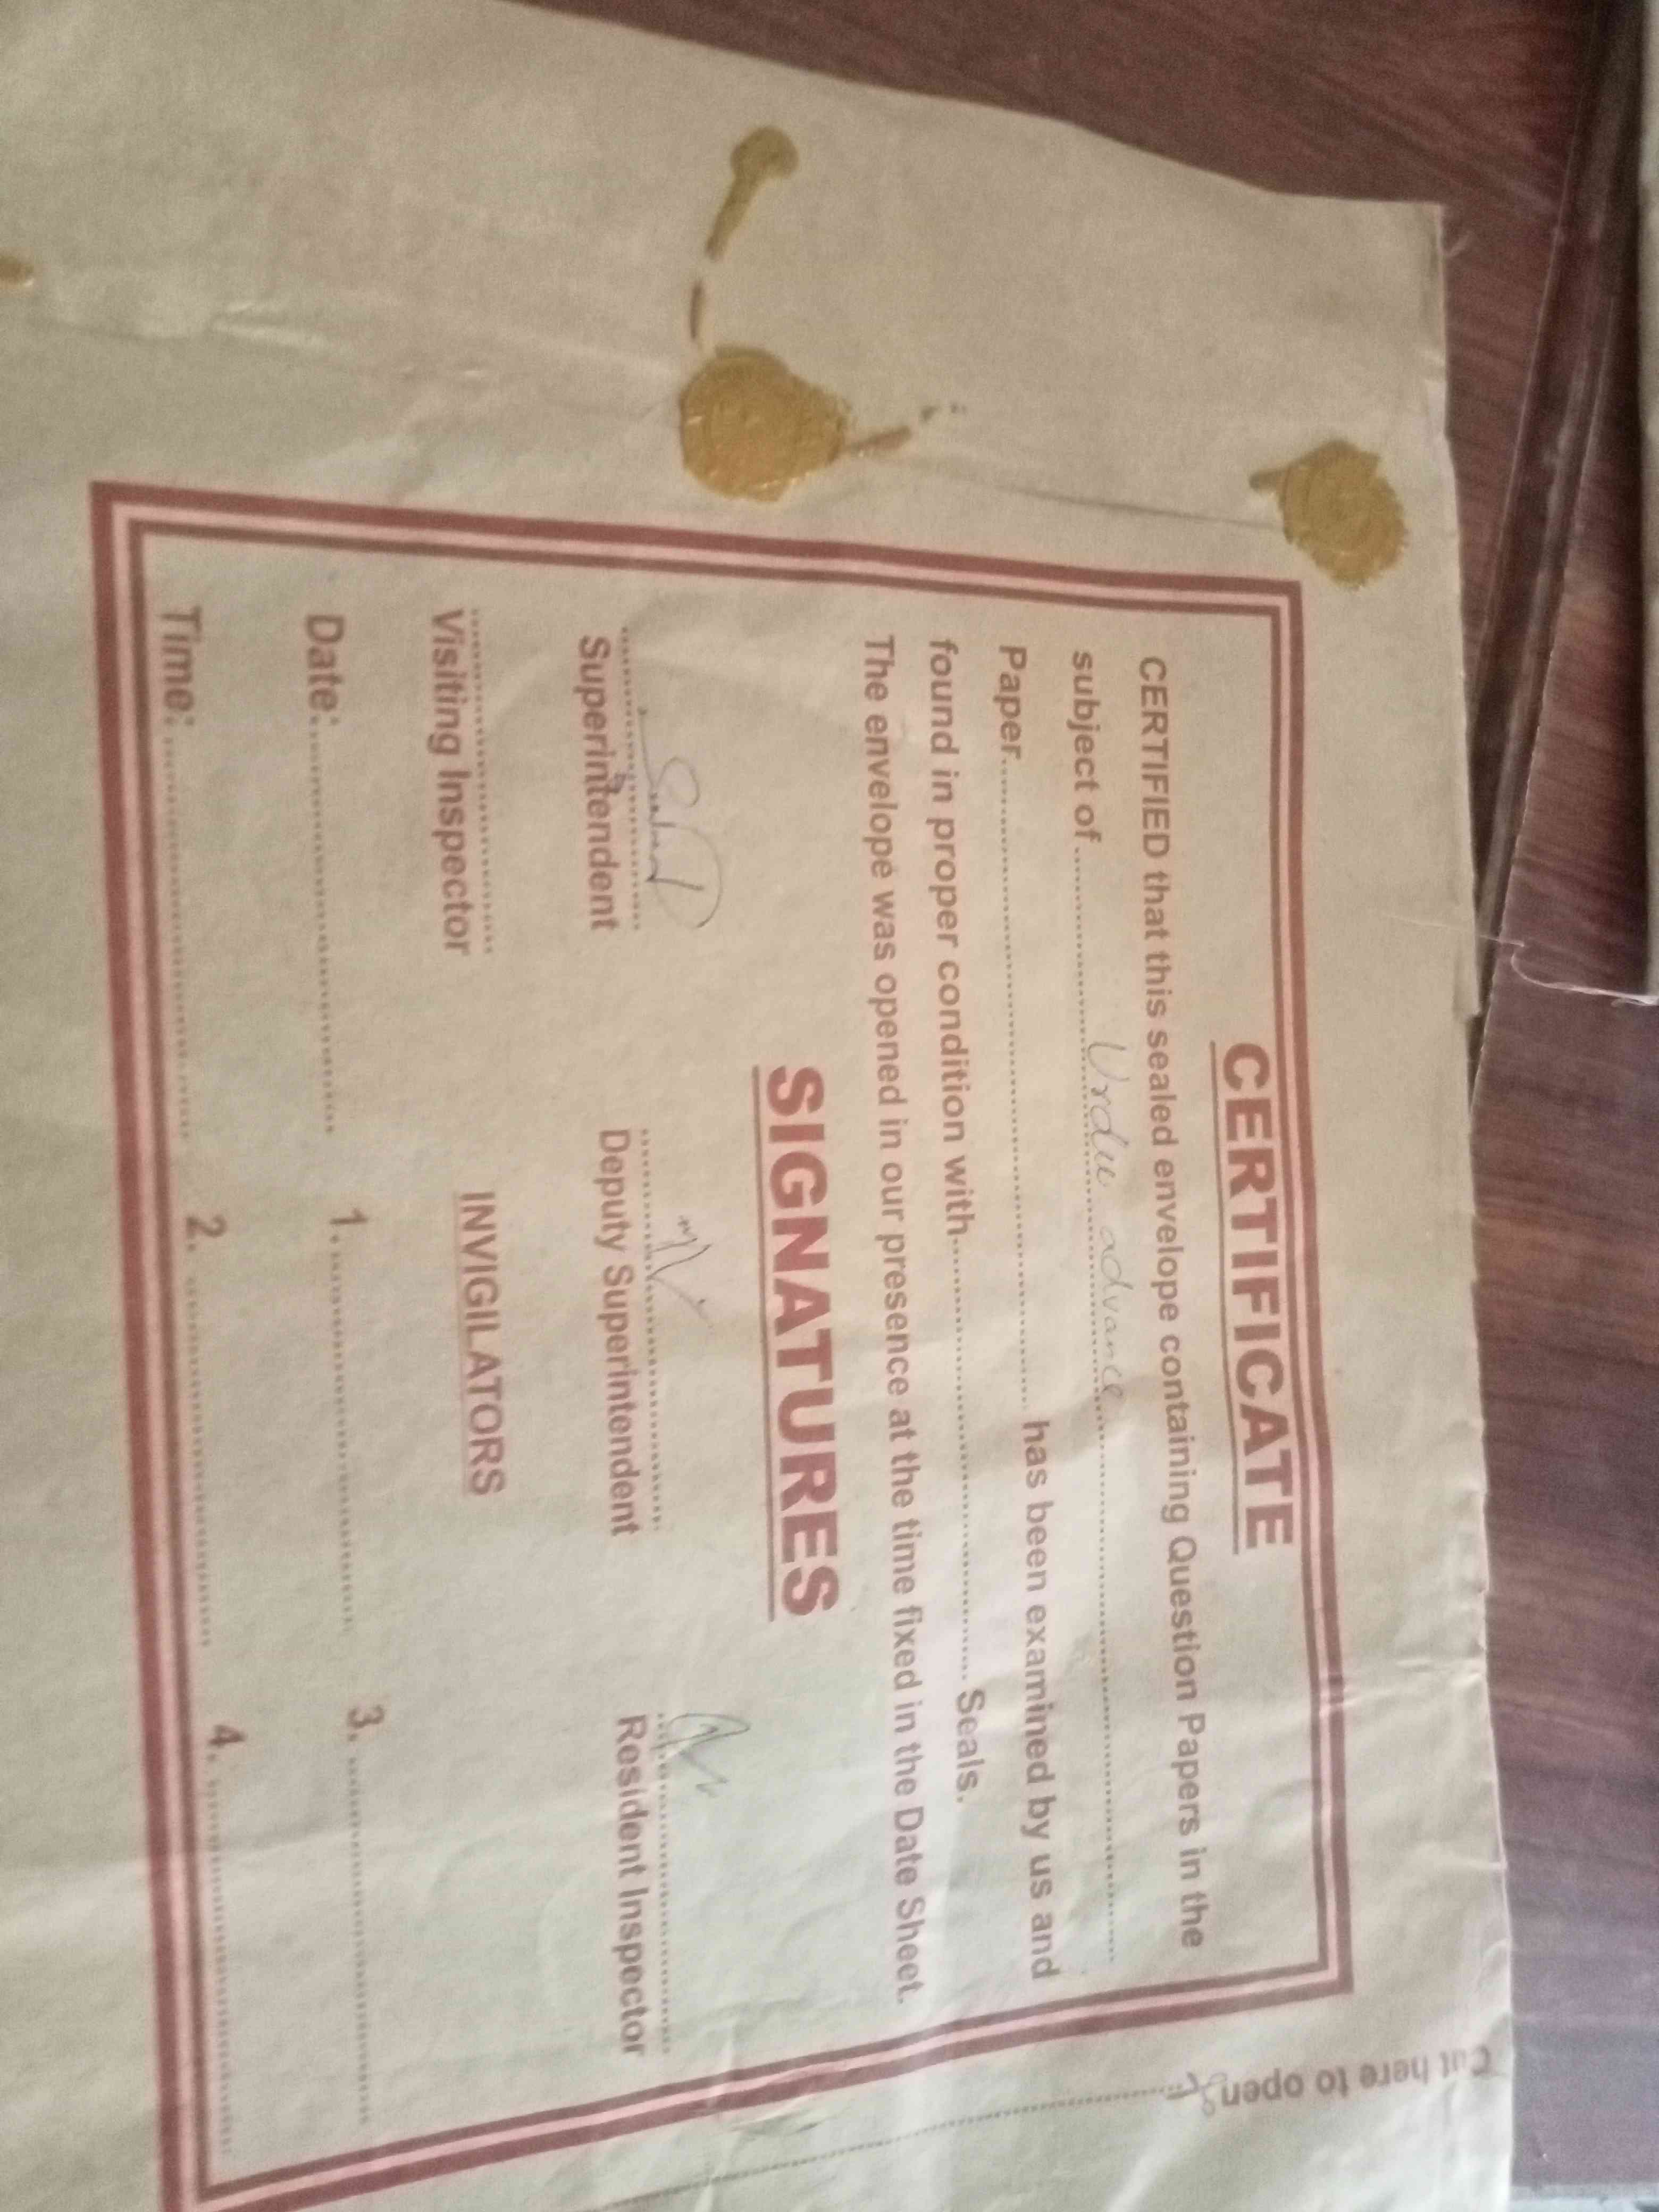 CERTIFICATE
CERTIFIED that this sealed envelope containing Question Papers in the
subject of.......... Urdu advance ..........
Paper.......... has been examined by us and
found in proper condition with.......... Seals.
The envelope was opened in our presence at the time fixed in the Date Sheet.
SIGNATURES
Superintendent Deputy Superintendent Resident Inspector
Visiting Inspector INVIGILATORS
Date:.......... 1........... 3...........
Time:.......... 2........... 4...........
Cut here to open